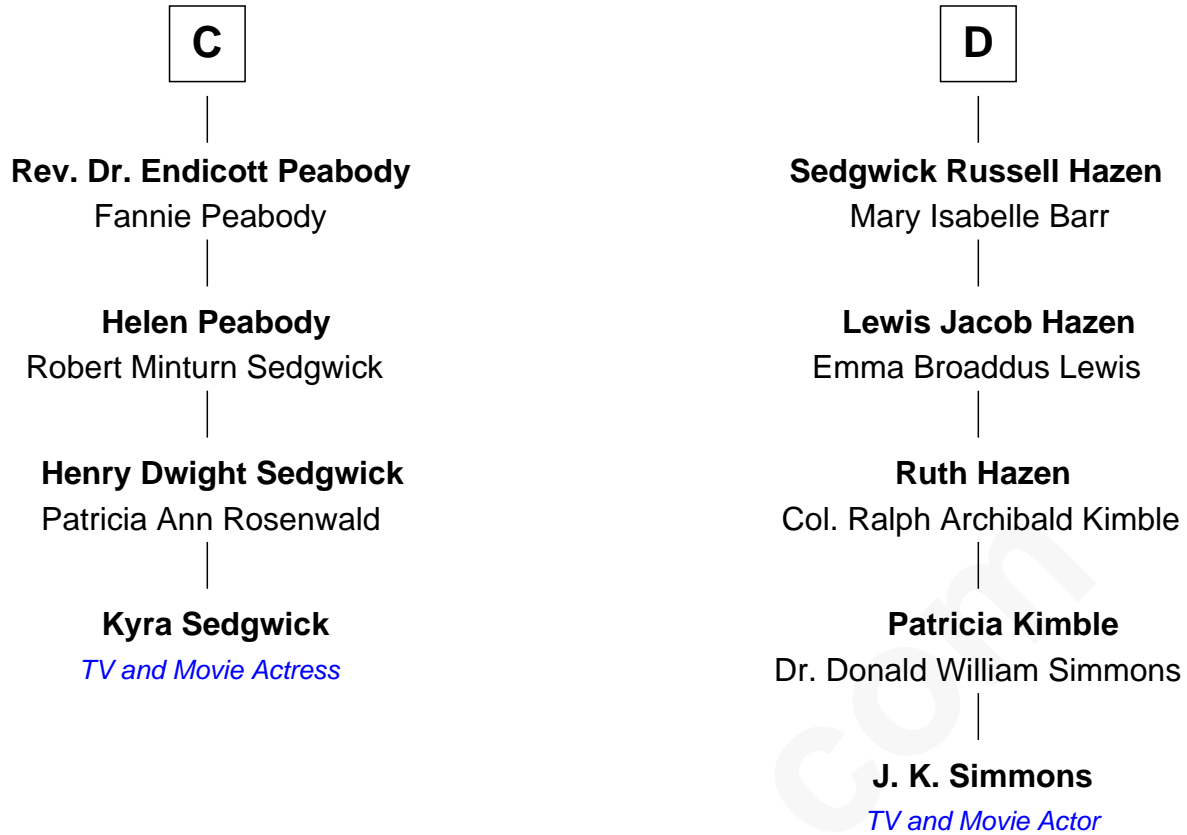 C
Rev. Dr. Endicott Peabody
Fannie Peabody
Helen Peabody
Robert Minturn Sedgwick
Henry Dwight Sedgwick
Patricia Ann Rosenwald
Kyra Sedgwick
TV and Movie Actress
D
Sedgwick Russell Hazen
Mary Isabelle Barr
Lewis Jacob Hazen
Emma Broaddus Lewis
Ruth Hazen
Col. Ralph Archibald Kimble
Patricia Kimble
Dr. Donald William Simmons
J. K. Simmons
TV and Movie Actor
com